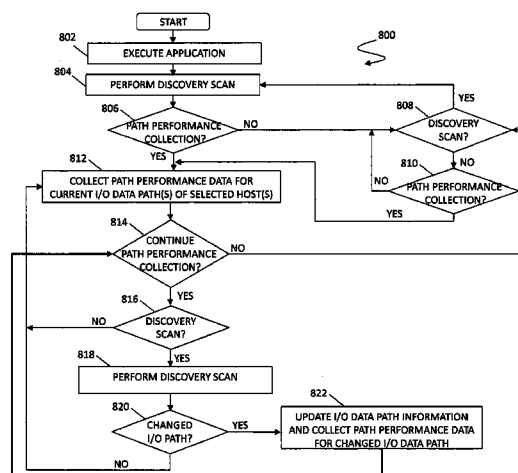 START
802
EXECUTE APPLICATION
800
804
PERFORM DISCOVERY SCAN
YES
806
PATH PERFORMANCE
COLLECTION?
NO
808
DISCOVERY
SCAN?
YES
NO
810
PATH PERFORMANCE
COLLECTION?
NO
YES
812
COLLECT PATH PERFORMANCE DATA FOR
CURRENT I/O DATA PATH(S) OF SELECTED HOST(S)
814
CONTINUE
PATH PERFORMANCE
COLLECTION?
NO
YES
816
DISCOVERY
SCAN?
NO
YES
818
PERFORM DISCOVERY SCAN
820
CHANGED
I/O PATH?
YES
NO
822
UPDATE I/O DATA PATH INFORMATION
AND COLLECT PATH PERFORMANCE DATA
FOR CHANGED I/O DATA PATH